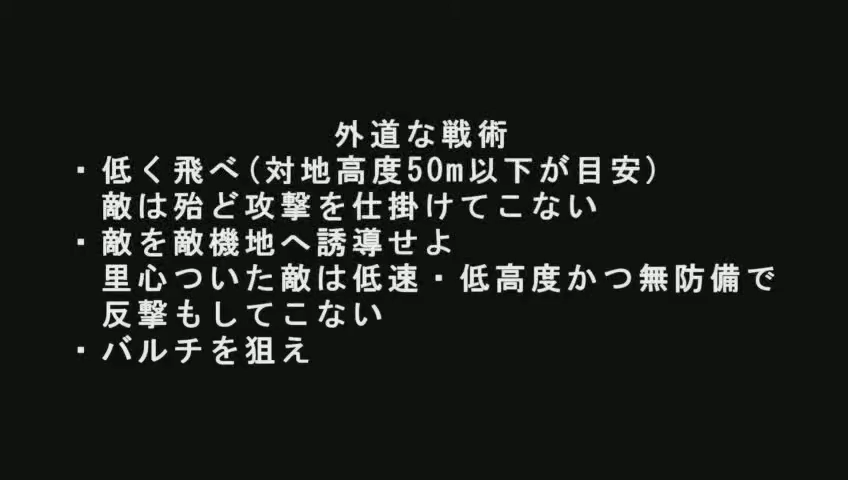 外道な戦術
・低く飛べ(対地高度50m以下が目安)
敵は殆ど攻撃を仕掛けてこない
・敵を敵機地へ誘導せよ
里心ついた敵は低速・低高度かつ無防備で
反撃もしてこない
・バルチを狙え